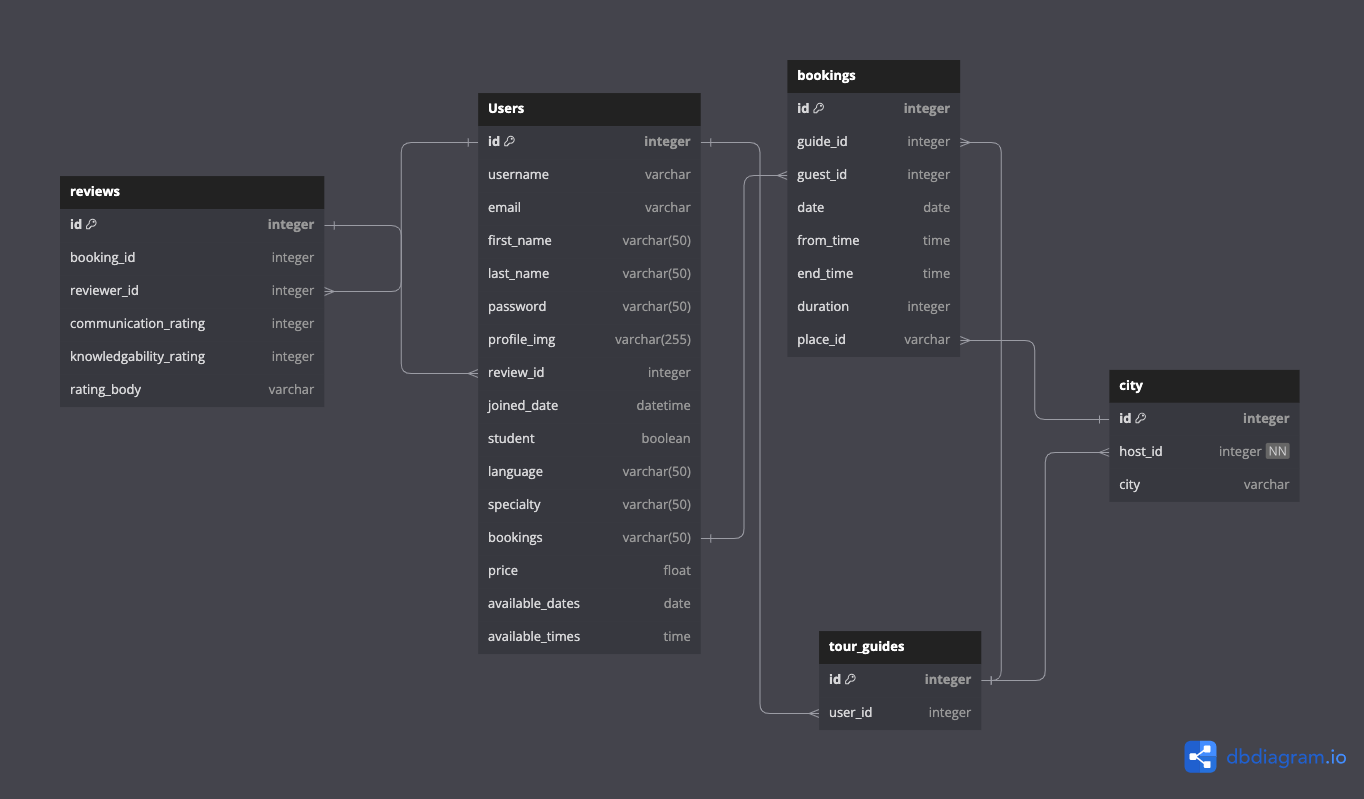 reviews
id integer
booking_id integer
reviewer_id integer
communication_rating integer
knowledgability_rating integer
rating_body varchar
Users
id integer
username varchar
email varchar
first_name varchar(50)
last_name varchar(50)
password varchar(50)
profile_img varchar(255)
review_id integer
joined_date datetime
student boolean
language varchar(50)
specialty varchar(50)
bookings varchar(50)
price float
available_dates date
available_times time
bookings
id integer
guide_id integer
guest_id integer
date date
from_time time
end_time time
duration integer
place_id varchar
city
id integer
host_id integer NN
city varchar
tour_guides
id integer
user_id integer
dbdiagram.io